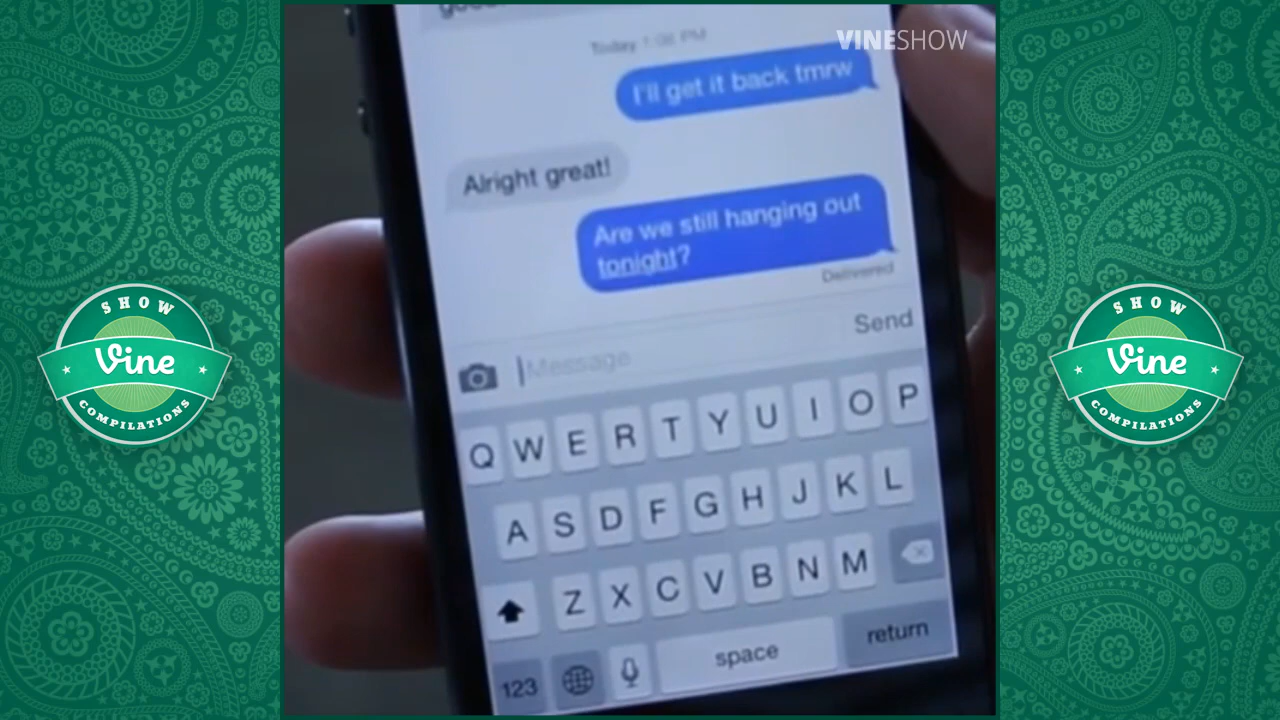 VINESHOW
Today 1:06 PM
I'll get it back tmrw
Alright great!
Are we still hanging out
tonight?
Delivered
Message
Send
Q W E R T Y U I O P
A S D F G H J K L
Z X C V B N M
123
space
return
SHOW
Vine
COMPILATIONS
SHOW
Vine
COMPILATIONS